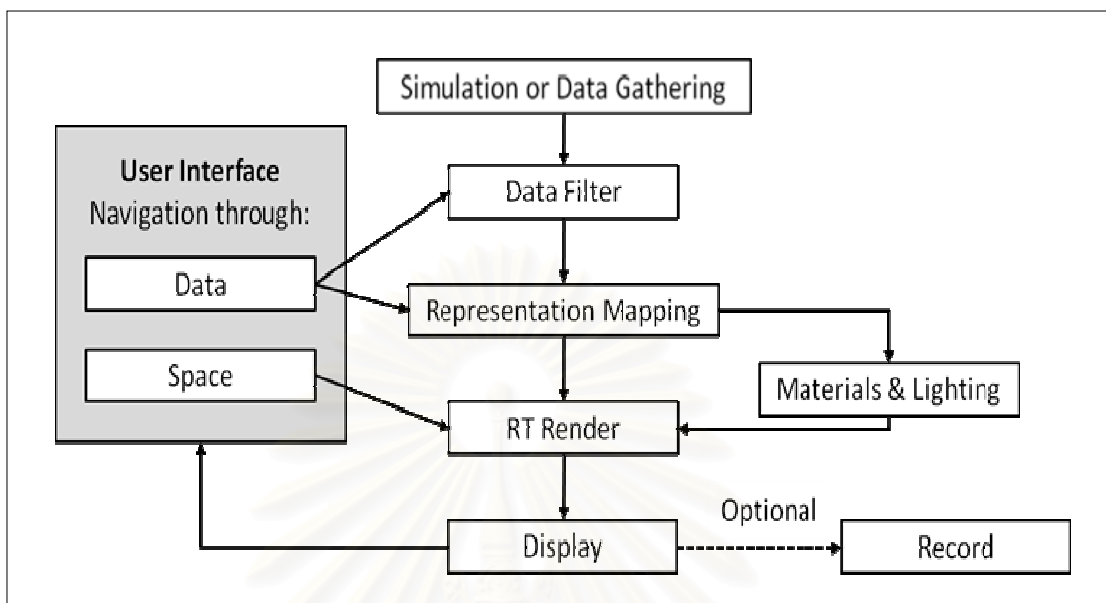 Simulation or Data Gathering
User Interface
Navigation through:
Data
Space
Data Filter
Representation Mapping
Materials & Lighting
RT Render
Display
Optional
Record